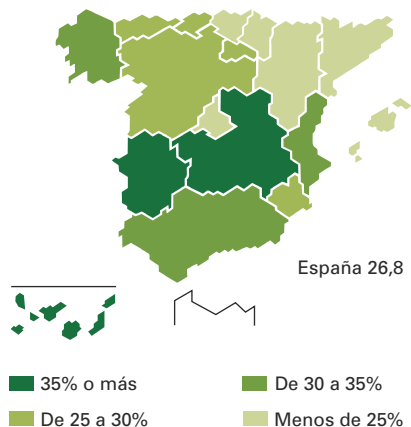 España 26,8
35% o más
De 30 a 35%
De 25 a 30%
Menos de 25%